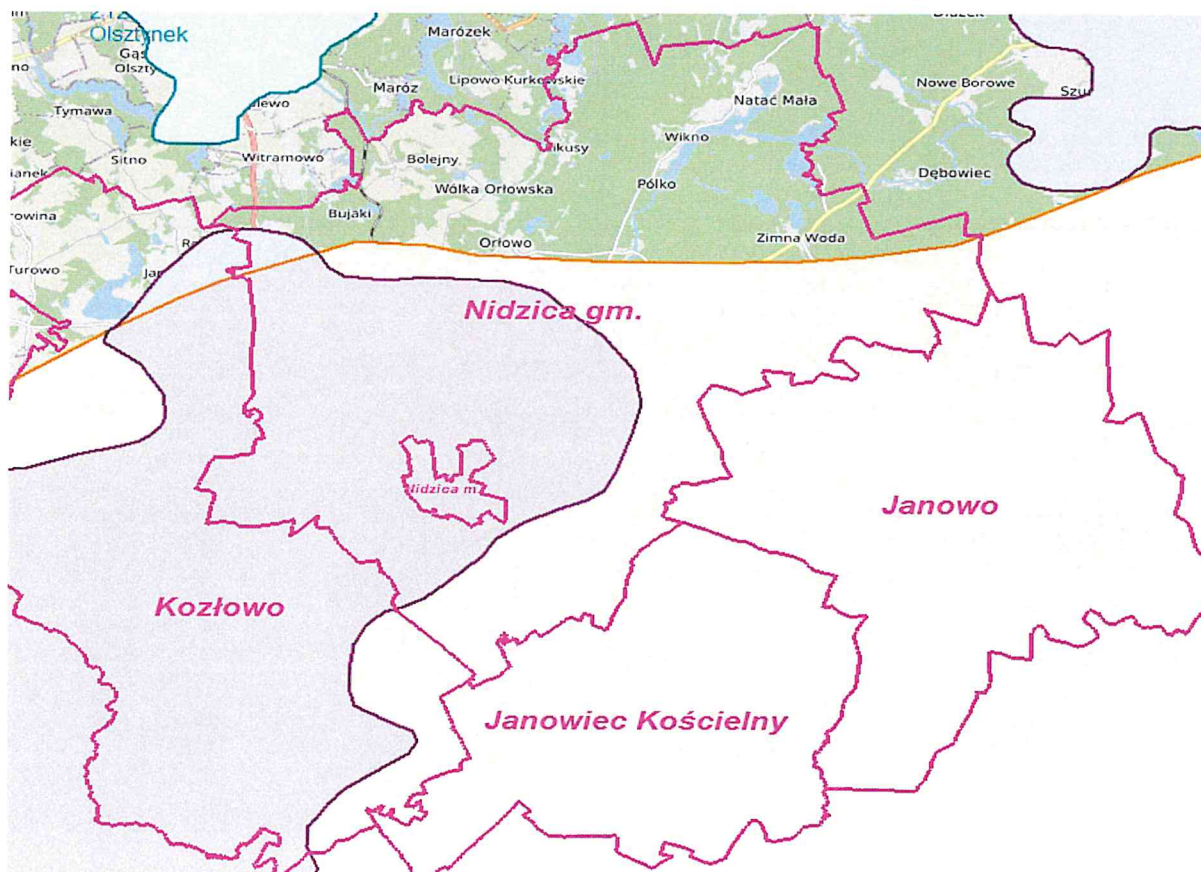 Olsztynek
Marózek
Maróz
Lipowo Kurkowskie
Nowe Borowe
Natać Mała
Tymawa
Wikno
Sitno
Witramowo
Bolejny
Dębowiec
Wólka Orłowska
Pólko
Bujaki
Orłowo
Zimna Woda
Turowo
Nidzica gm.
Nidzica m
Janowo
Kozłowo
Janowiec Kościelny